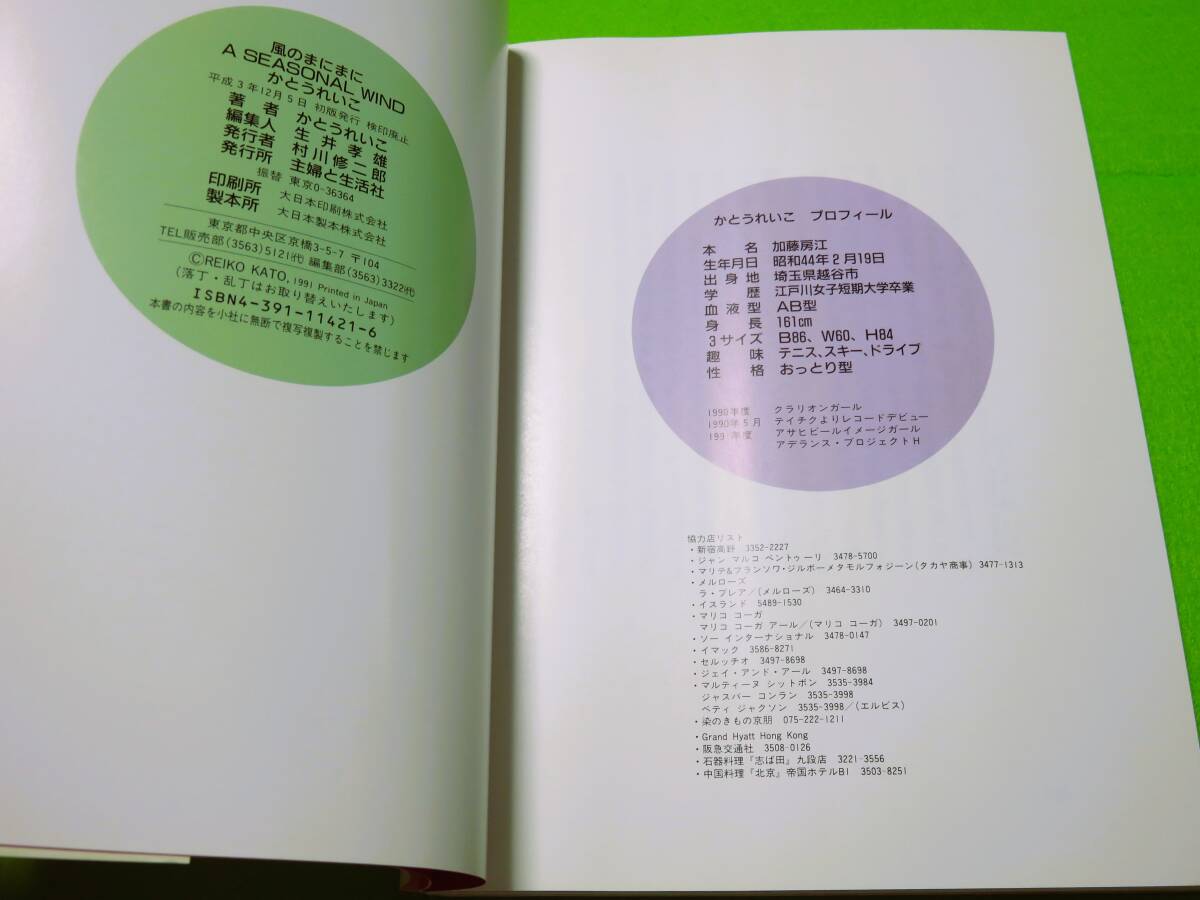 風のまにまに
A SEASONAL WIND
かとうれいこ
平成3年12月5日 初版発行 検印廃止
著者 かとうれいこ
編集人 生井孝雄
発行者 村川修二郎
発行所 主婦と生活社
振替 東京0-36364
印刷所 大日本印刷株式会社
製本所 大日本製本株式会社
東京都中央区京橋3-5-7 〒104
TEL販売部(3563)5121㈹ 編集部(3563)3322㈹
©REIKO KATO, 1991 Printed in Japan
(落丁・乱丁はお取り替えいたします)
ISBN4-391-11421-6
本書の内容を小社に無断で複写複製することを禁じます
かとうれいこ プロフィール
本名 加藤房江
生年月日 昭和44年2月19日
出身地 埼玉県越谷市
学歴 江戸川女子短期大学卒業
血液型 AB型
身長 161cm
3サイズ B86、W60、H84
趣味 テニス、スキー、ドライブ
性格 おっとり型
1990年度 クラリオンガール
1990年5月 テイチクよりレコードデビュー
1991年度 アサヒビールイメージガール
アデランス・プロジェクトH
協力店リスト
・新宿高野 3352-2227
・ジャン マルコ ベントゥーリ 3478-5700
・マリテ&フランソワ・ジルボーメタモルフォジーン(タカヤ商事) 3477-1313
・メルローズ
ラ・ブレア/(メルローズ) 3464-3310
・イスランド 5489-1530
・マリコ コーガ
マリコ コーガ アール/(マリコ コーガ) 3497-0201
・ソー インターナショナル 3478-0147
・イマック 3586-8271
・セルッチオ 3497-8698
・ジェイ・アンド・アール 3497-8698
・マルティーヌ シットボン 3535-3984
ジャスパー コンラン 3535-3998
ベティ ジャクソン 3535-3998/(エルビス)
・染のきもの京朋 075-222-1211
・Grand Hyatt Hong Kong
・阪急交通社 3508-0126
・石器料理『志ば田』九段店 3221-3556
・中国料理『北京』帝国ホテルB1 3503-8251